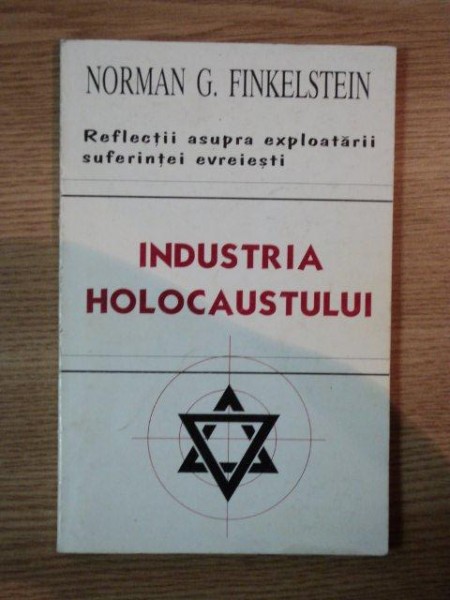 NORMAN G. FINKELSTEIN
Reflecții asupra exploatării
suferinței evreiești
INDUSTRIA
HOLOCAUSTULUI